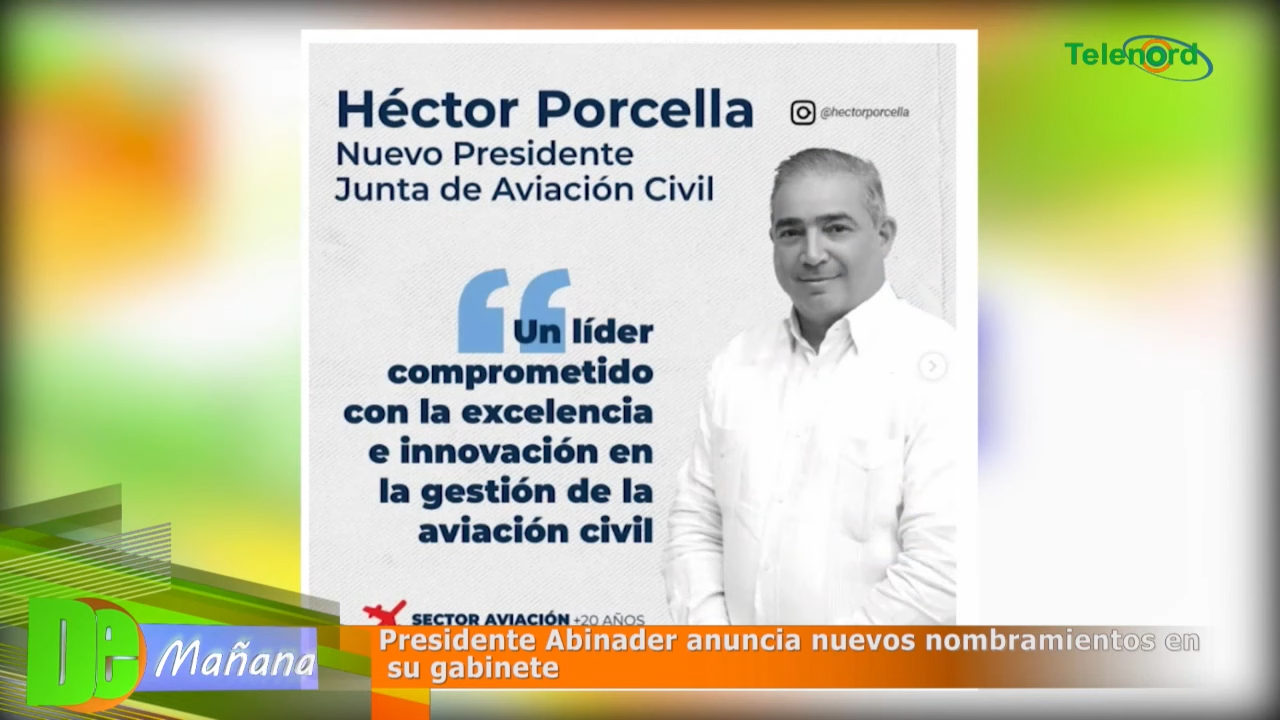 Telenord
Héctor Porcella
@hectorporcella
Nuevo Presidente
Junta de Aviación Civil
Un líder
comprometido
con la excelencia
e innovación en
la gestión de la
aviación civil
SECTOR AVIACIÓN +20 AÑOS
De Mañana
Presidente Abinader anuncia nuevos nombramientos en
su gabinete